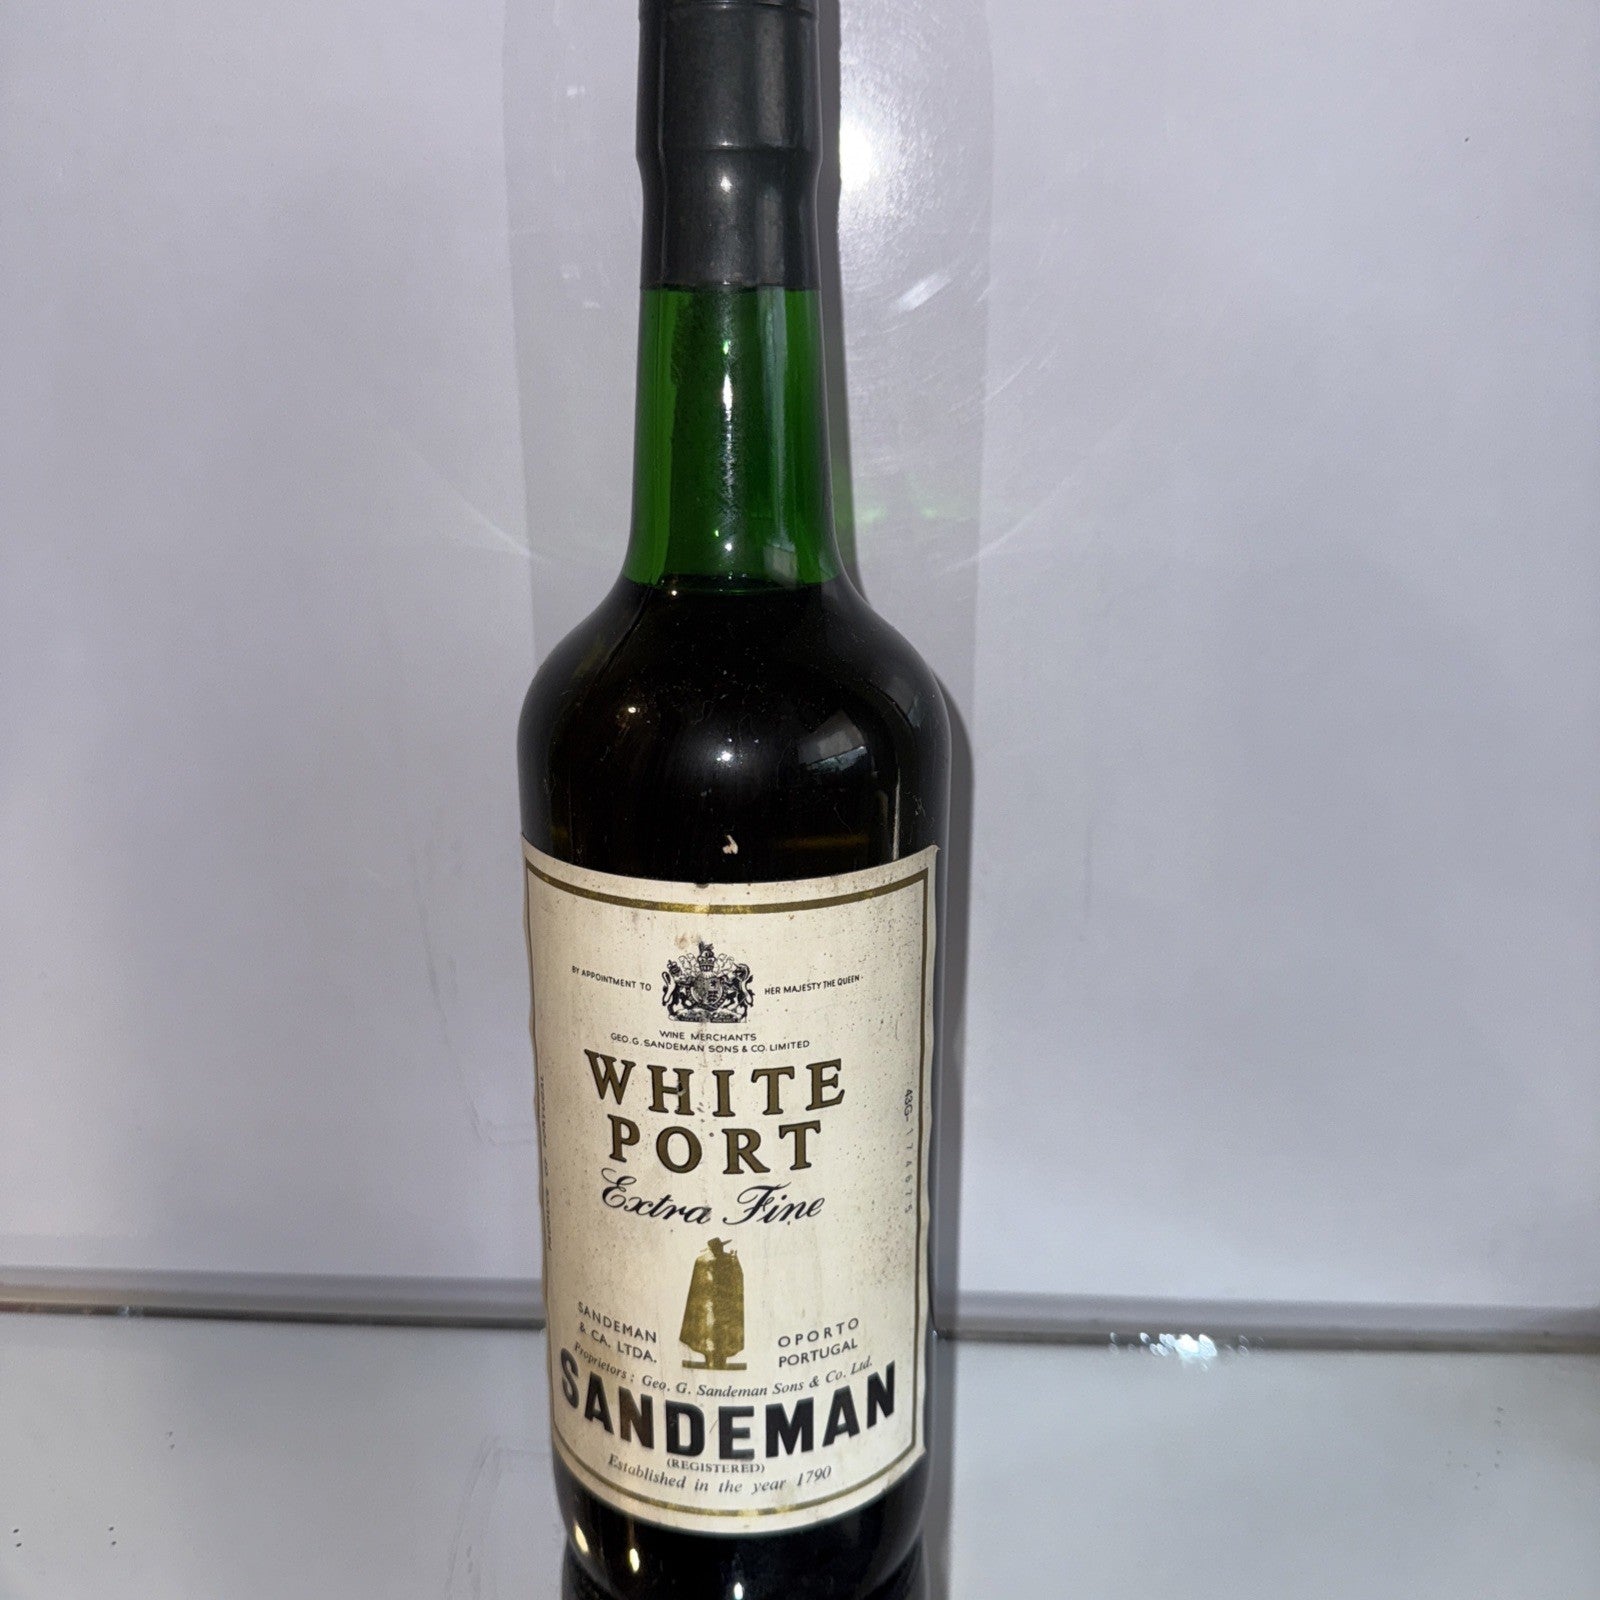 BY APPOINTMENT TO HER MAJESTY THE QUEEN
WINE MERCHANTS
GEO. G. SANDEMAN SONS & CO. LIMITED
WHITE
PORT
Extra Fine
SANDEMAN
& CA. LTDA.
OPORTO
PORTUGAL
Proprietors : Geo. G. Sandeman Sons & Co. Ltd.
SANDEMAN
(REGISTERED)
Established in the year 1790